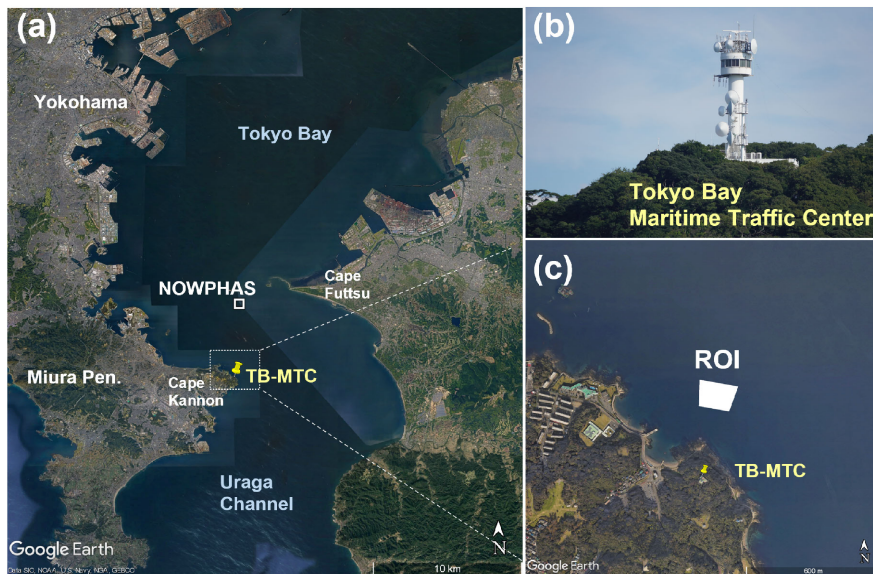 (a)
Yokohama
Tokyo Bay
NOWPHAS
Cape
Futtsu
Miura Pen.
Cape
Kannon
TB-MTC
Uraga
Channel
N
Google Earth
Data SIO, NOAA, U.S. Navy, NGA, GEBCO
10 km
(b)
Tokyo Bay
Maritime Traffic Center
(c)
ROI
TB-MTC
N
Google Earth
600 m